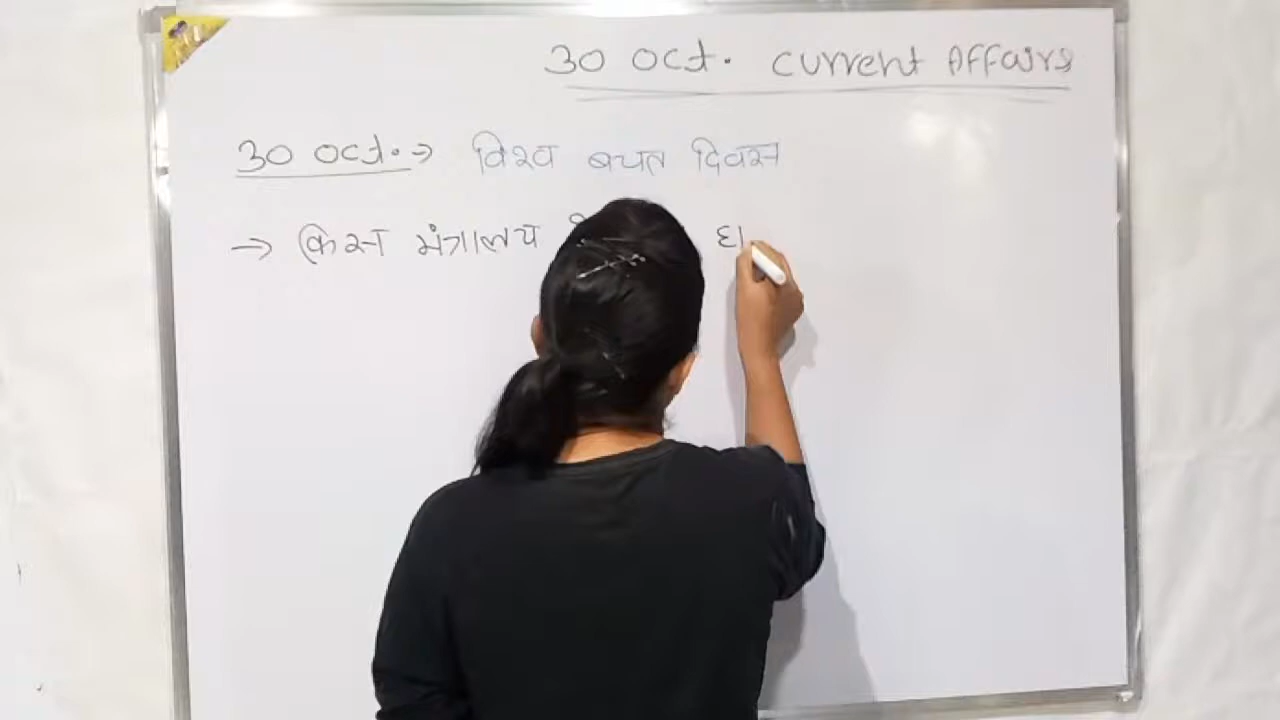 30 Oct. Current Affairs
30 Oct. → विश्व बचत दिवस
→ किस मंत्रालय